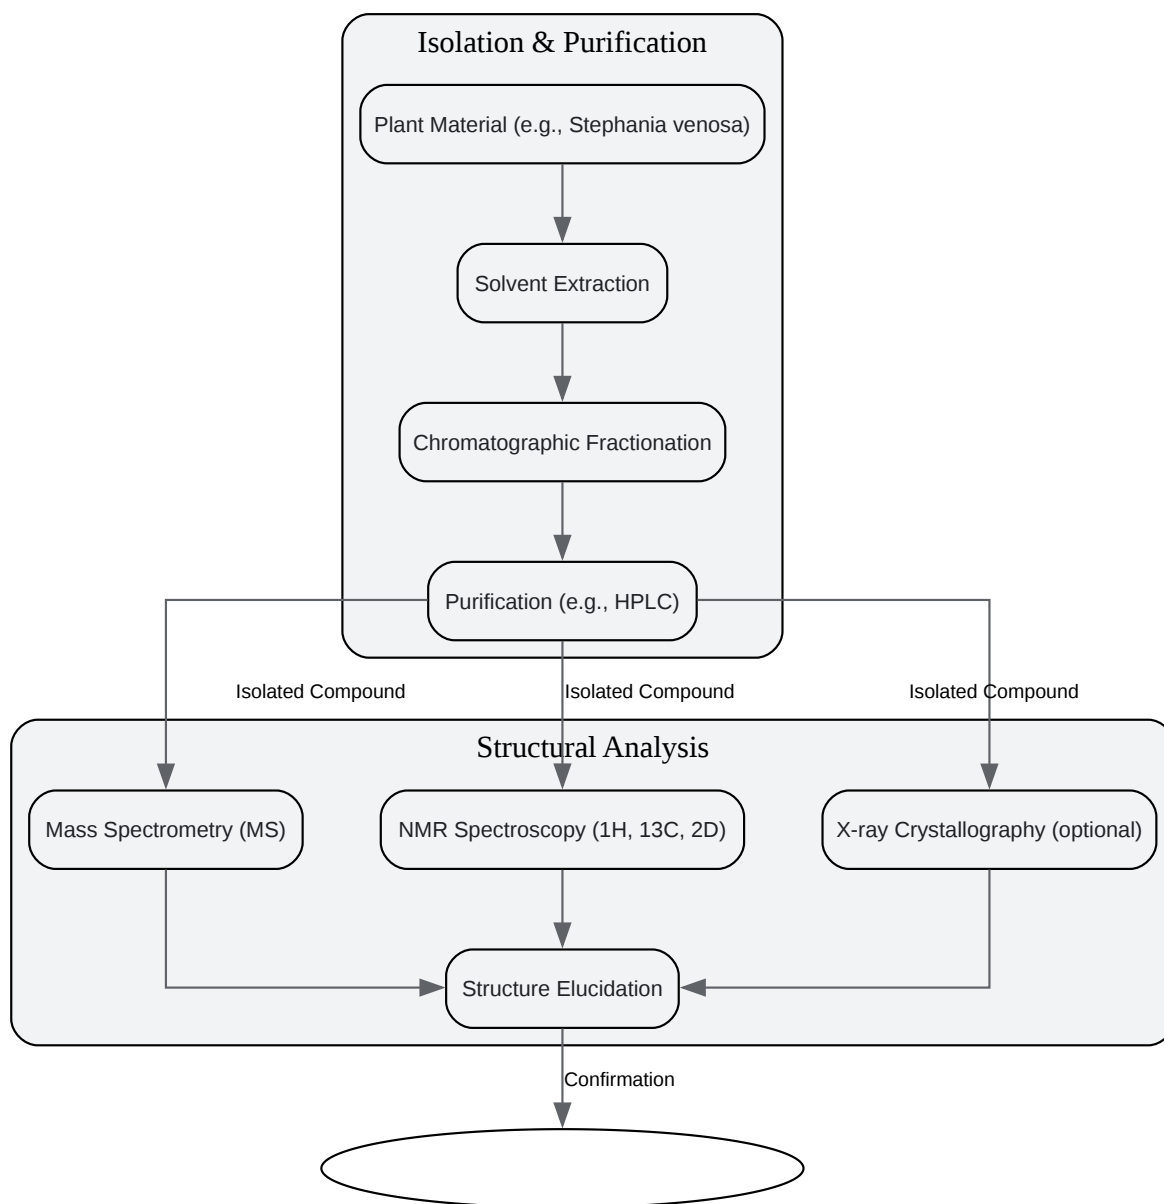 Isolation & Purification
Plant Material (e.g., Stephania venosa)
Solvent Extraction
Chromatographic Fractionation
Purification (e.g., HPLC)
Isolated Compound
Isolated Compound
Isolated Compound
Structural Analysis
Mass Spectrometry (MS)
NMR Spectroscopy (1H, 13C, 2D)
X-ray Crystallography (optional)
Structure Elucidation
Confirmation